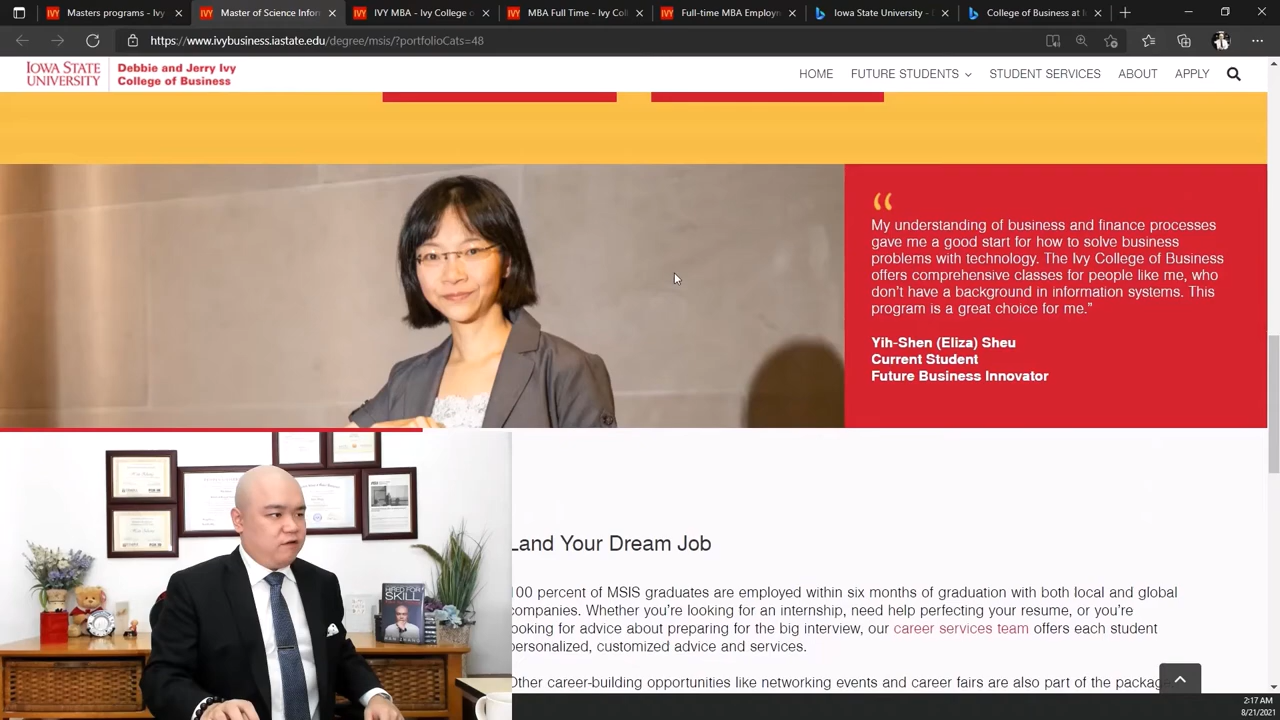 Masters programs - Ivy
Master of Science Infor
IVY MBA - Ivy College o
MBA Full Time - Ivy Col
Full-time MBA Employm
Iowa State University -
College of Business at
https://www.ivybusiness.iastate.edu/degree/msis/?portfolioCats=48
IOWA STATE UNIVERSITY
Debbie and Jerry Ivy College of Business
HOME FUTURE STUDENTS STUDENT SERVICES ABOUT APPLY
“
My understanding of business and finance processes
gave me a good start for how to solve business
problems with technology. The Ivy College of Business
offers comprehensive classes for people like me, who
don't have a background in information systems. This
program is a great choice for me.”
Yih-Shen (Eliza) Sheu
Current Student
Future Business Innovator
HIRED FOR SKILL
Land Your Dream Job
100 percent of MSIS graduates are employed within six months of graduation with both local and global
companies. Whether you're looking for an internship, need help perfecting your resume, or you're
looking for advice about preparing for the big interview, our career services team offers each student
personalized, customized advice and services.
Other career-building opportunities like networking events and career fairs are also part of the package
2:17 AM
8/21/2021